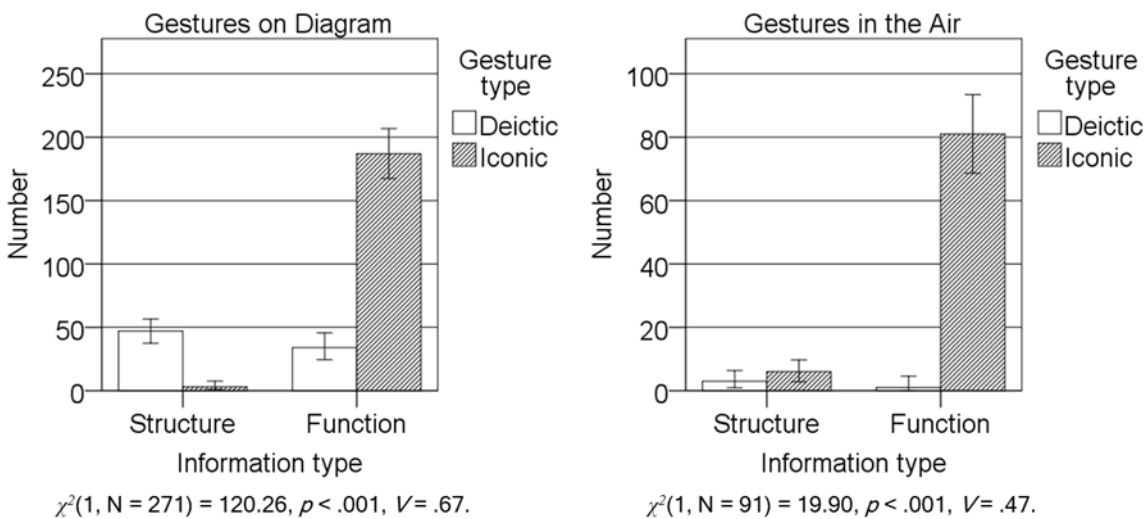 Gestures on Diagram
250
200
150
100
50
0
Number
Structure
Function
Information type
Gesture
type
Deictic
Iconic
χ²(1, N = 271) = 120.26, p < .001, V = .67.
Gestures in the Air
100
80
60
40
20
0
Number
Structure
Function
Information type
Gesture
type
Deictic
Iconic
χ²(1, N = 91) = 19.90, p < .001, V = .47.